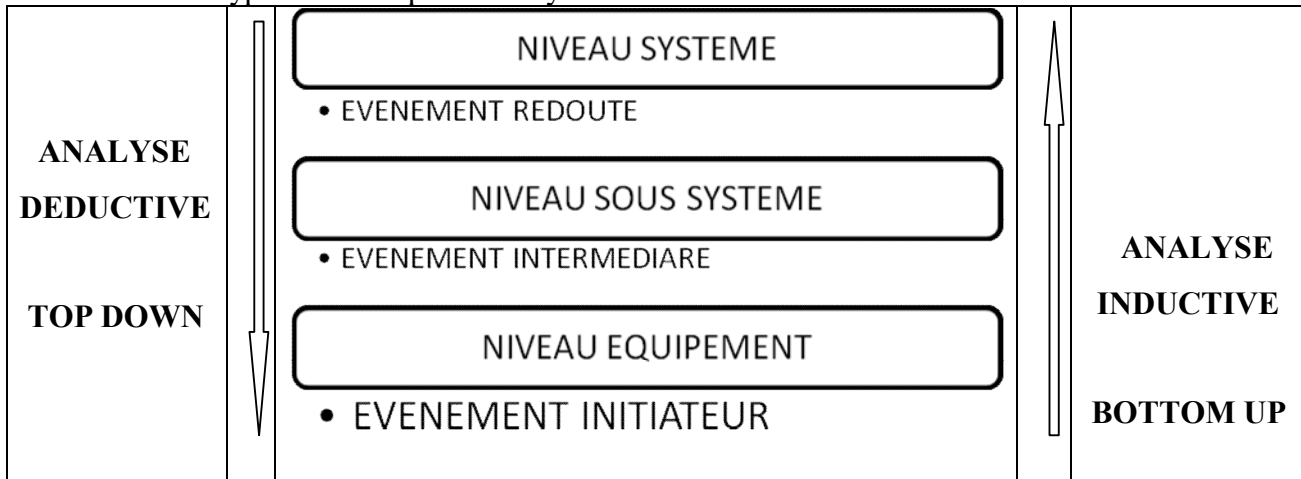 ANALYSE
DEDUCTIVE
TOP DOWN
NIVEAU SYSTEME
• EVENEMENT REDOUTE
NIVEAU SOUS SYSTEME
• EVENEMENT INTERMEDIARE
NIVEAU EQUIPEMENT
• EVENEMENT INITIATEUR
ANALYSE
INDUCTIVE
BOTTOM UP